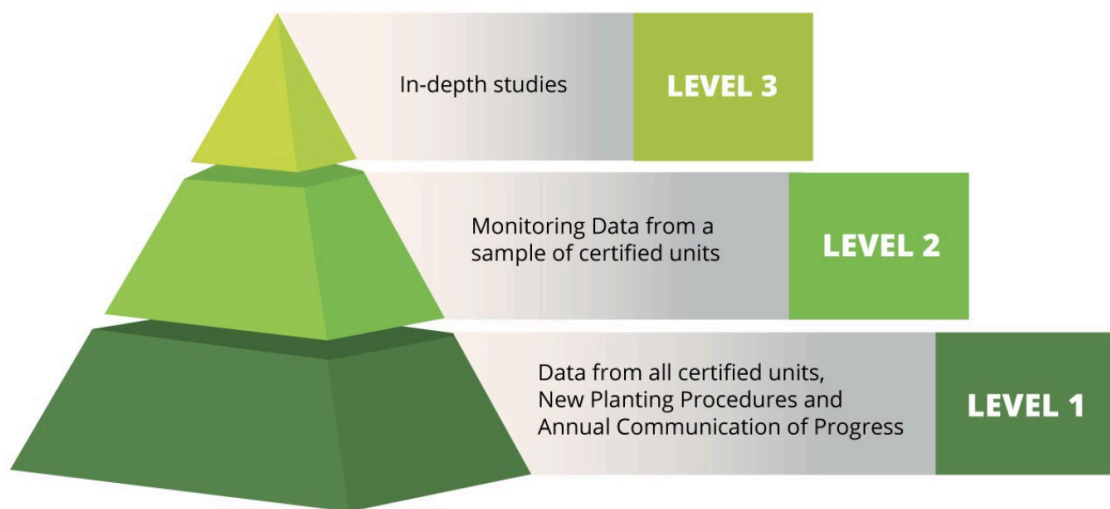 In-depth studies
LEVEL 3
Monitoring Data from a
sample of certified units
LEVEL 2
Data from all certified units,
New Planting Procedures and
Annual Communication of Progress
LEVEL 1